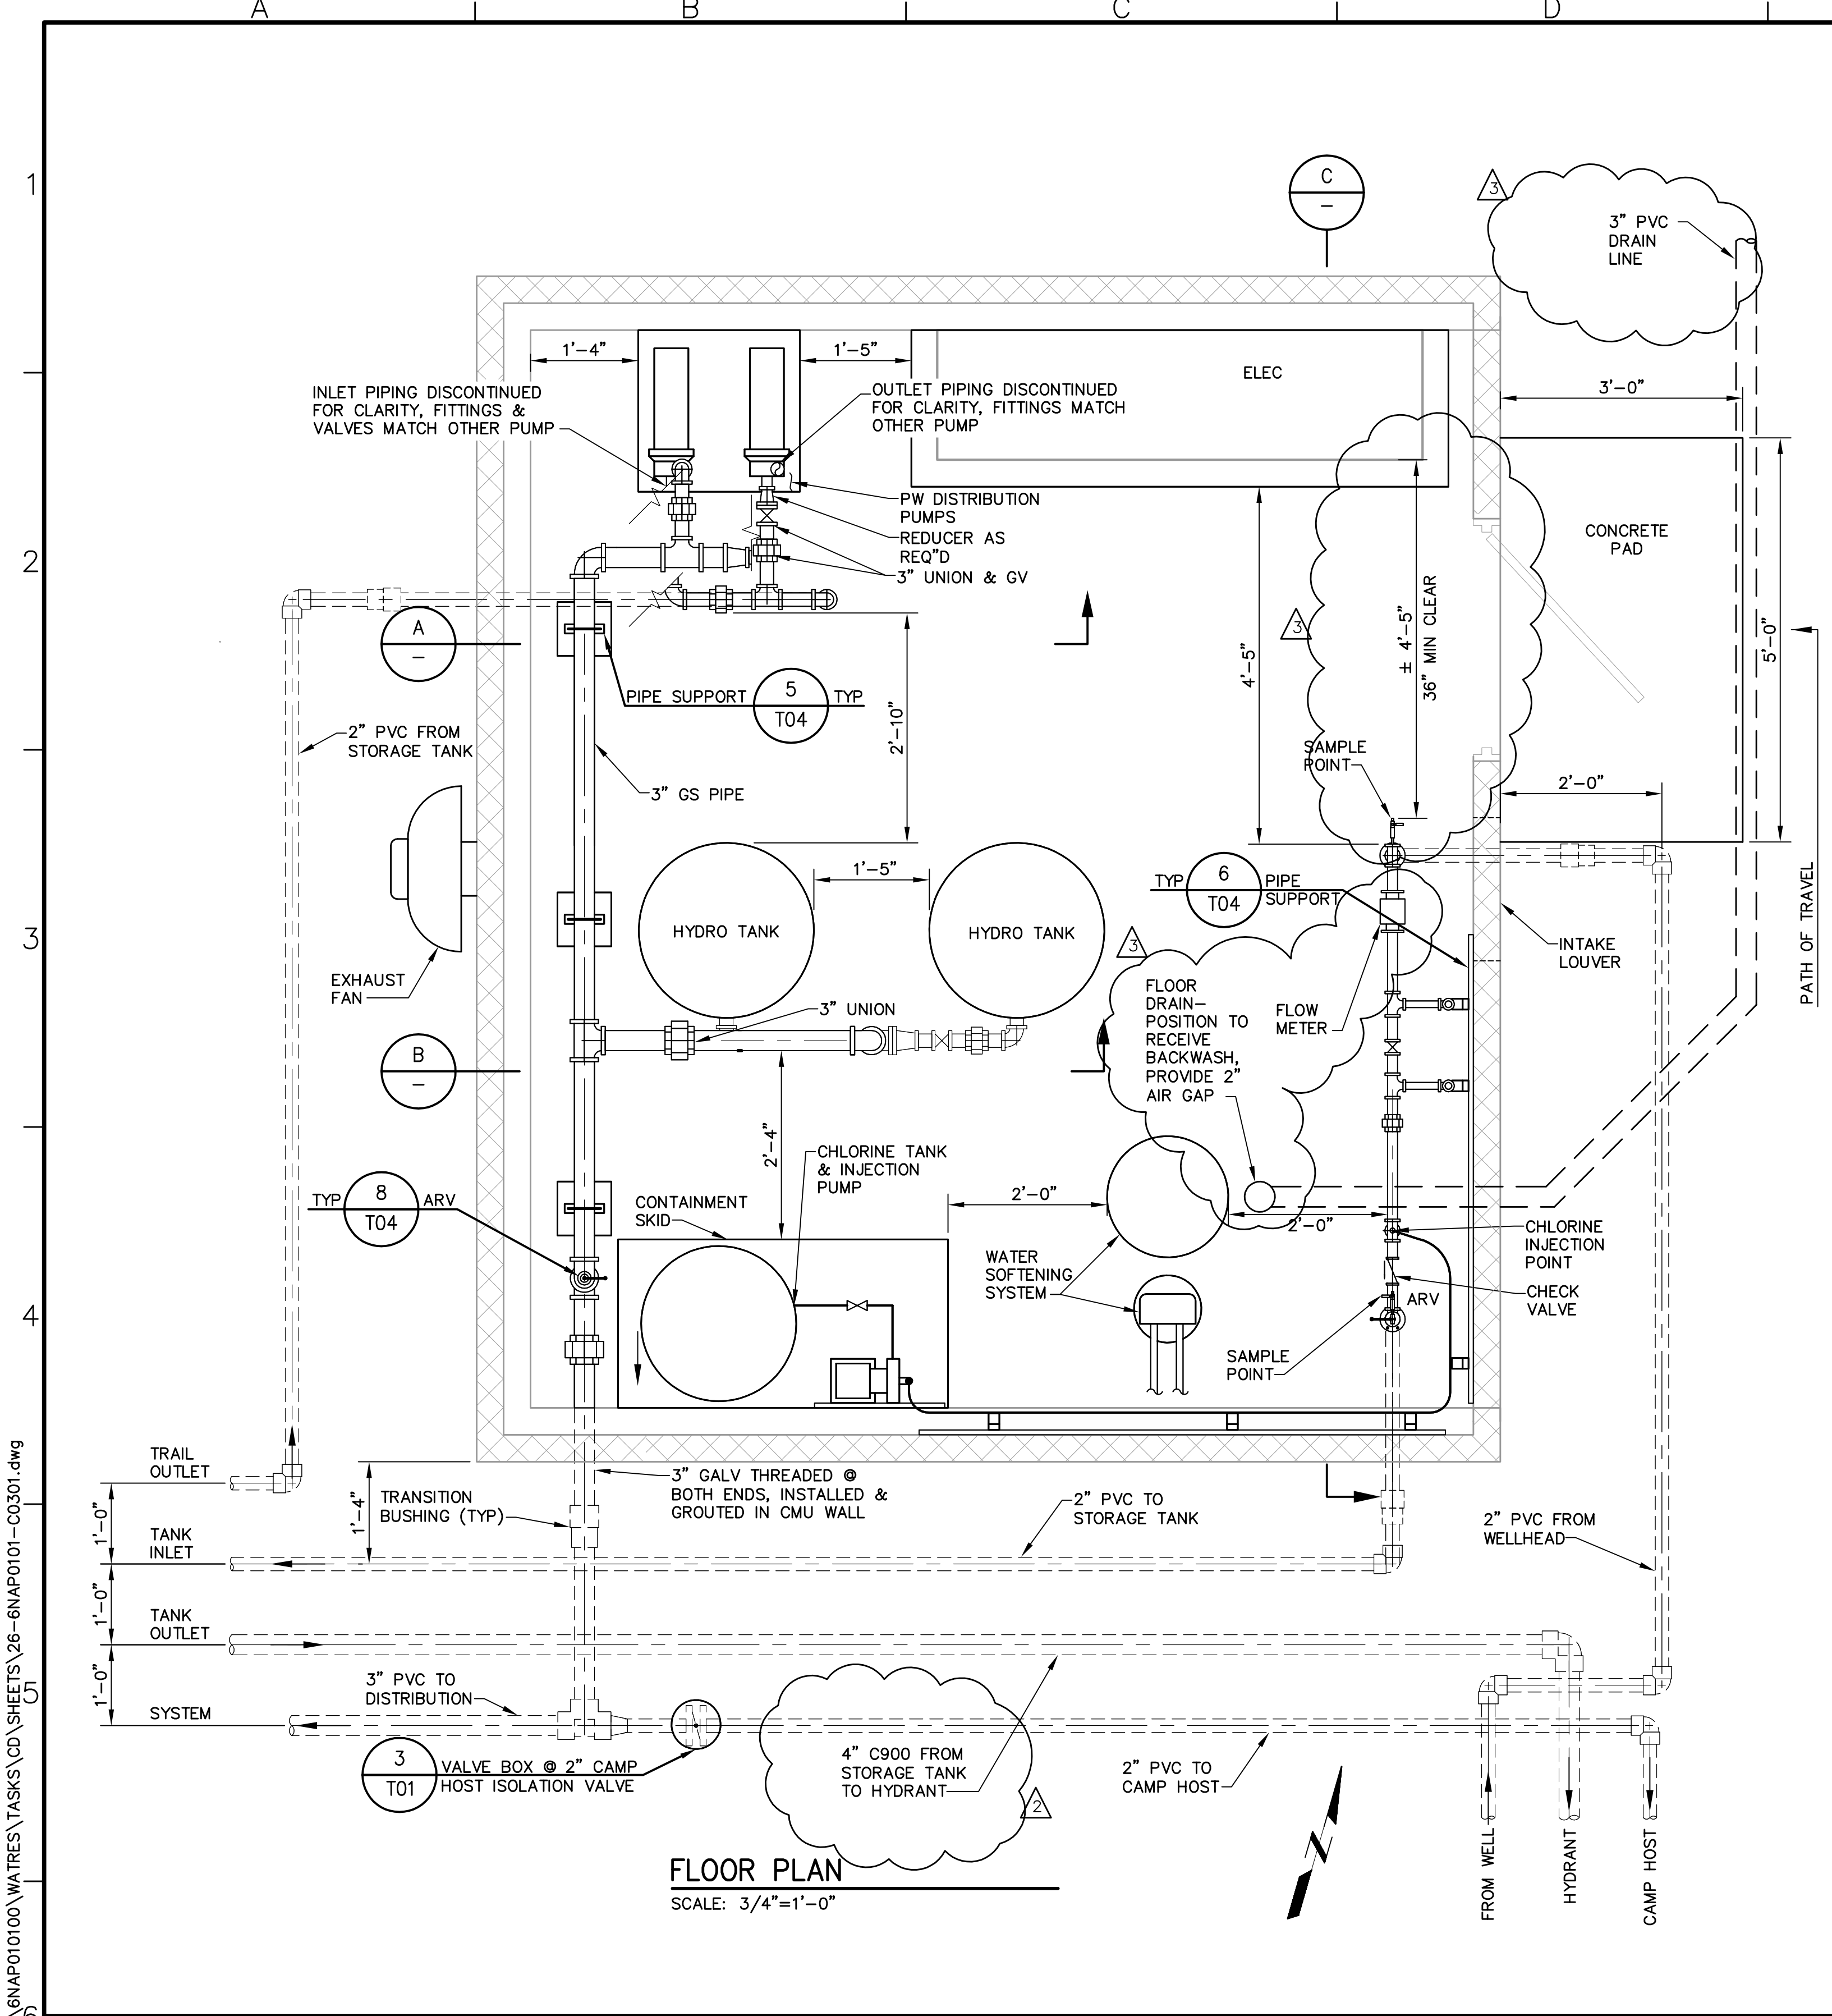 A
B
C
D
1
2
3
4
5
6
C
–
3
3" PVC
DRAIN
LINE
1'-4"
1'-5"
ELEC
3'-0"
INLET PIPING DISCONTINUED
FOR CLARITY, FITTINGS &
VALVES MATCH OTHER PUMP
OUTLET PIPING DISCONTINUED
FOR CLARITY, FITTINGS MATCH
OTHER PUMP
PW DISTRIBUTION
PUMPS
REDUCER AS
REQ"D
3" UNION & GV
CONCRETE
PAD
A
–
PIPE SUPPORT
5
T04
TYP
2'-10"
4'-5"
3
± 4'-5"
36" MIN CLEAR
5'-0"
2" PVC FROM
STORAGE TANK
3" GS PIPE
SAMPLE
POINT
2'-0"
1'-5"
TYP
6
T04
PIPE
SUPPORT
HYDRO TANK
HYDRO TANK
3
INTAKE
LOUVER
PATH OF TRAVEL
EXHAUST
FAN
3" UNION
FLOOR
DRAIN–
POSITION TO
RECEIVE
BACKWASH,
PROVIDE 2"
AIR GAP
FLOW
METER
B
–
2'-4"
CHLORINE TANK
& INJECTION
PUMP
TYP
8
T04
ARV
CONTAINMENT
SKID
2'-0"
2'-0"
WATER
SOFTENING
SYSTEM
CHLORINE
INJECTION
POINT
CHECK
VALVE
ARV
SAMPLE
POINT
TRAIL
OUTLET
1'-0"
1'-4"
TRANSITION
BUSHING (TYP)
3" GALV THREADED @
BOTH ENDS, INSTALLED &
GROUTED IN CMU WALL
2" PVC TO
STORAGE TANK
2" PVC FROM
WELLHEAD
TANK
INLET
1'-0"
TANK
OUTLET
1'-0"
SYSTEM
3" PVC TO
DISTRIBUTION
3
T01
VALVE BOX @ 2" CAMP
HOST ISOLATION VALVE
4" C900 FROM
STORAGE TANK
TO HYDRANT
2
2" PVC TO
CAMP HOST
N
FROM WELL
HYDRANT
CAMP HOST
FLOOR PLAN
SCALE: 3/4"=1'-0"
\6NAP010100\WATRES\TASKS\CD\SHEETS\26-6NAP0101-C0301.dwg